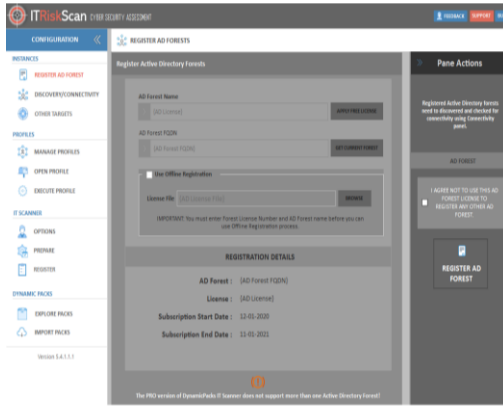 ITRiskScan CYBER SECURITY ASSESSMENT
FEEDBACK
SUPPORT
CONFIGURATION
REGISTER AD FORESTS
INSTANCES
REGISTER AD FOREST
DISCOVERY/CONNECTIVITY
OTHER TARGETS
PROFILES
MANAGE PROFILES
OPEN PROFILE
EXECUTE PROFILE
IT SCANNER
OPTIONS
PREPARE
REGISTER
DYNAMIC PACKS
EXPLORE PACKS
IMPORT PACKS
Version 5.4.1.1.1
Register Active Directory Forests
AD Forest Name
[AD License]
APPLY FREE LICENSE
AD Forest FQDN
[AD Forest FQDN]
GET CURRENT FOREST
Use Offline Registration
License File [AD License File] BROWSE
IMPORTANT: You must enter Forest License Number and AD Forest name before you can
use Offline Registration process.
REGISTRATION DETAILS
AD Forest : [AD Forest FQDN]
License : [AD License]
Subscription Start Date : 12-01-2020
Subscription End Date : 11-01-2021
(!)
The PRO version of DynamicPacks IT Scanner does not support more than one Active Directory Forest!
Pane Actions
Registered Active Directory forests
need to discovered and checked for
connectivity using Connectivity
panel.
AD FOREST
I AGREE NOT TO USE THIS AD
FOREST LICENSE TO
REGISTER ANY OTHER AD
FOREST.
REGISTER AD
FOREST